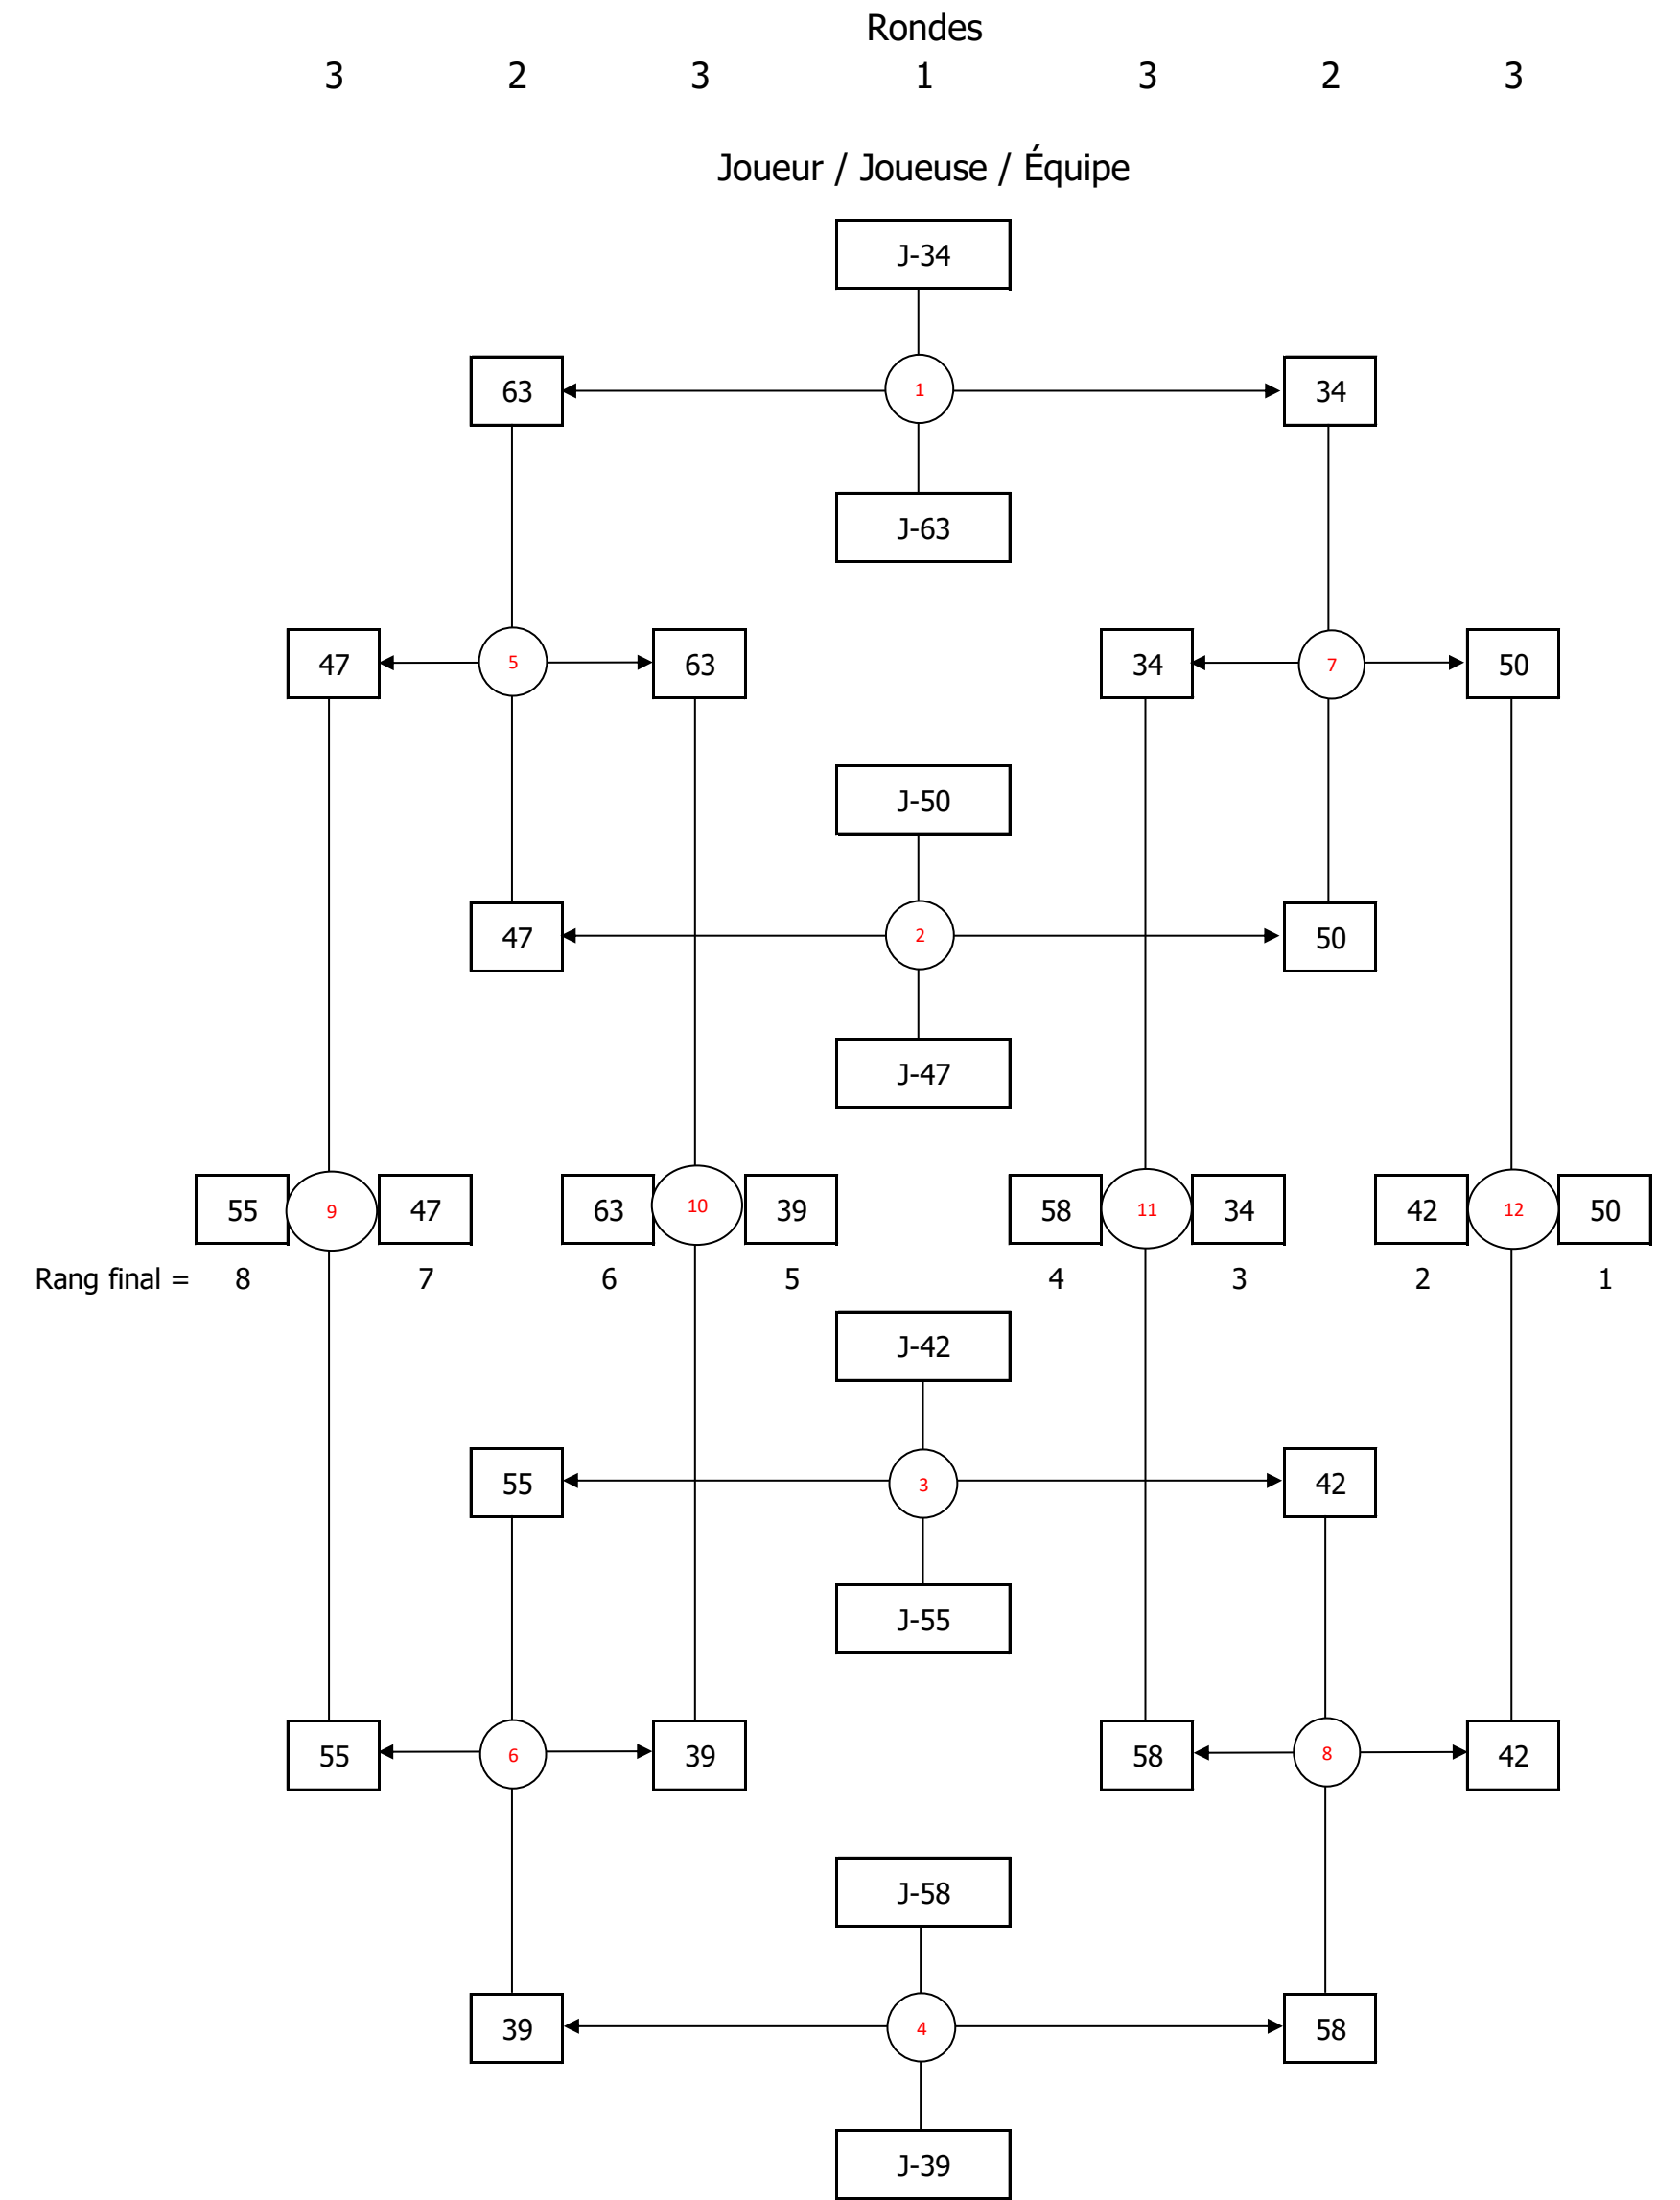 Rondes
3 2 3 1 3 2 3
Joueur / Joueuse / Équipe
J-34
63 1 34
J-63
47 5 63 34 7 50
J-50
47 2 50
J-47
55 9 47 63 10 39 58 11 34 42 12 50
Rang final = 8 7 6 5 4 3 2 1
J-42
55 3 42
J-55
55 6 39 58 8 42
J-58
39 4 58
J-39